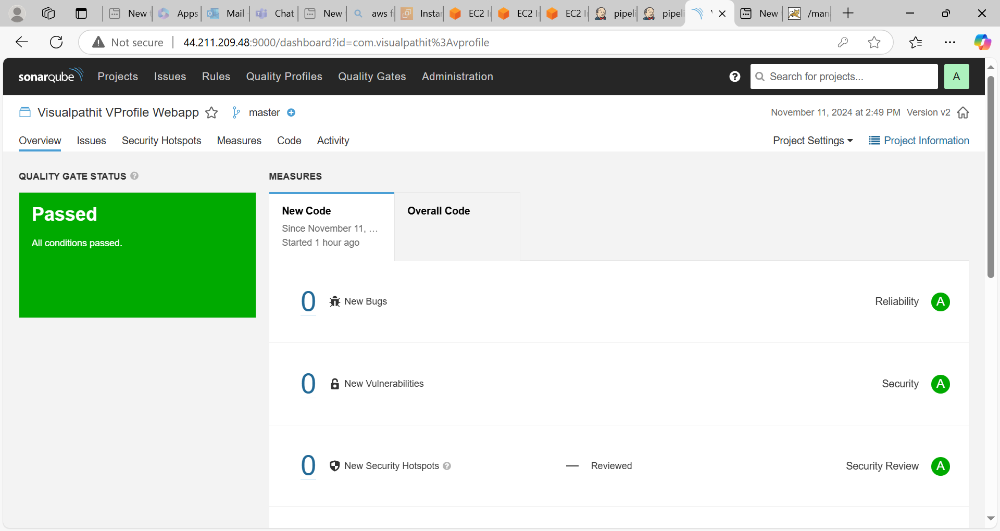 New
Apps
Mail
Chat
New
aws f
Instan
EC2 I
EC2 I
EC2 I
pipeli
pipeli
New
/man
Not secure
44.211.209.48:9000/dashboard?id=com.visualpathit%3Avprofile
sonarqube
Projects
Issues
Rules
Quality Profiles
Quality Gates
Administration
Search for projects...
A
Visualpathit VProfile Webapp
master
November 11, 2024 at 2:49 PM Version v2
Overview
Issues
Security Hotspots
Measures
Code
Activity
Project Settings
Project Information
QUALITY GATE STATUS ?
MEASURES
Passed
All conditions passed.
New Code
Since November 11, ...
Started 1 hour ago
Overall Code
0 New Bugs
Reliability A
0 New Vulnerabilities
Security A
0 New Security Hotspots ?
— Reviewed
Security Review A